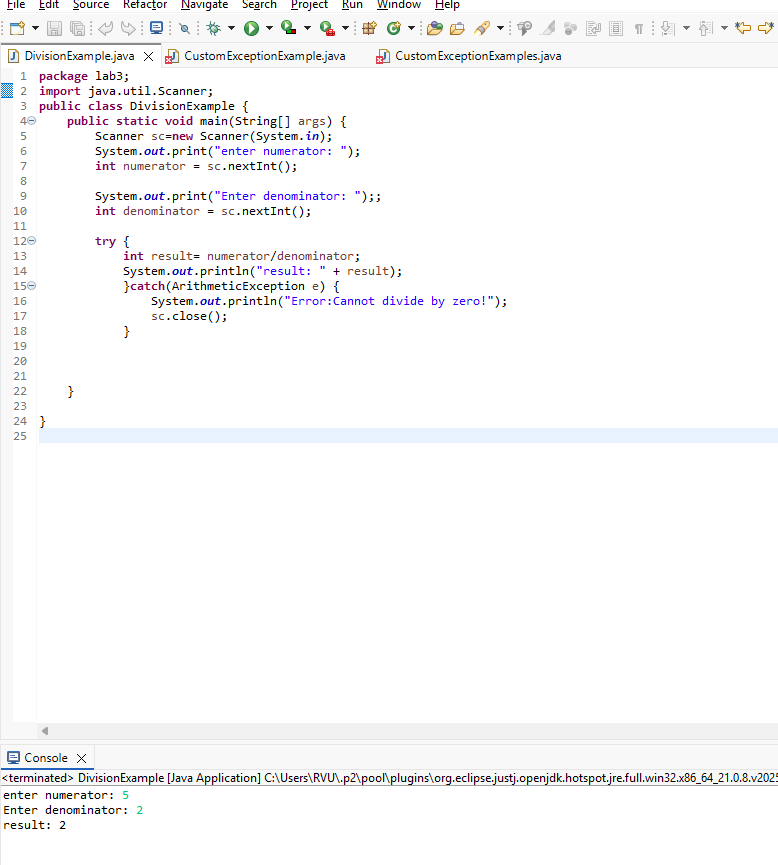 File Edit Source Refactor Navigate Search Project Run Window Help
DivisionExample.java CustomExceptionExample.java CustomExceptionExamples.java
1 package lab3;
2 import java.util.Scanner;
3 public class DivisionExample {
4 public static void main(String[] args) {
5 Scanner sc=new Scanner(System.in);
6 System.out.print("enter numerator: ");
7 int numerator = sc.nextInt();
8
9 System.out.print("Enter denominator: ");;
10 int denominator = sc.nextInt();
11
12 try {
13 int result= numerator/denominator;
14 System.out.println("result: " + result);
15 }catch(ArithmeticException e) {
16 System.out.println("Error:Cannot divide by zero!");
17 sc.close();
18 }
19
20
21
22 }
23
24 }
25
Console
<terminated> DivisionExample [Java Application] C:\Users\RVU\.p2\pool\plugins\org.eclipse.justj.openjdk.hotspot.jre.full.win32.x86_64_21.0.8.v2025
enter numerator: 5
Enter denominator: 2
result: 2